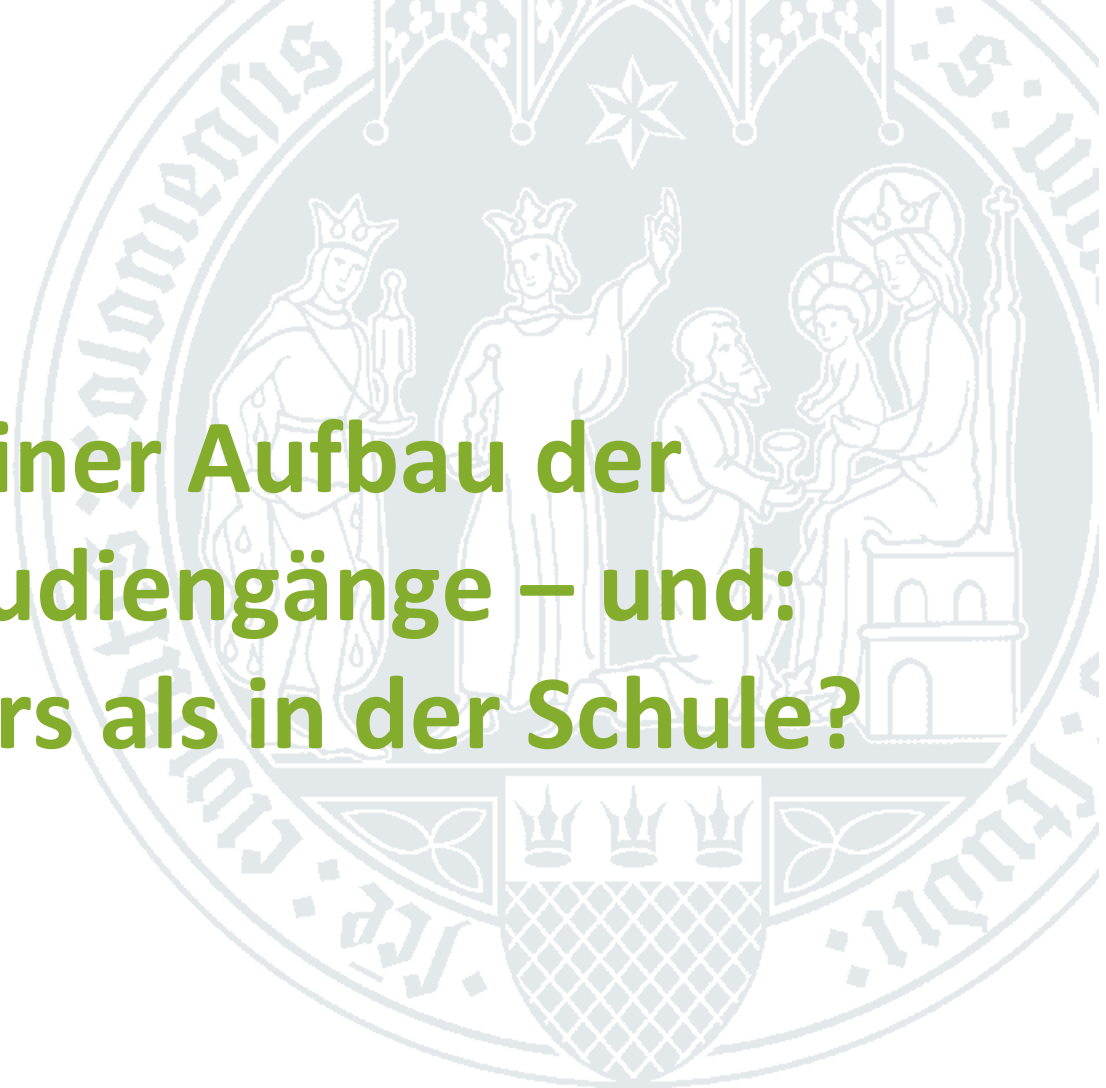 iner Aufbau der
udiengänge – und:
rs als in der Schule?